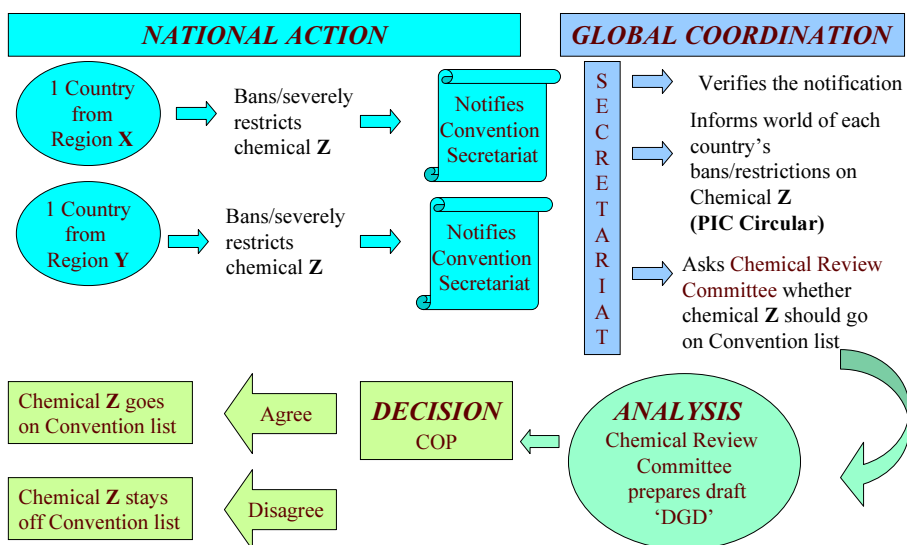 NATIONAL ACTION
GLOBAL COORDINATION
1 Country
from
Region X
Bans/severely
restricts
chemical Z
Notifies
Convention
Secretariat
1 Country
from
Region Y
Bans/severely
restricts
chemical Z
Notifies
Convention
Secretariat
SECRETARIAT
Verifies the notification
Informs world of each
country's
bans/restrictions on
Chemical Z
(PIC Circular)
Asks Chemical Review
Committee whether
chemical Z should go
on Convention list
ANALYSIS
Chemical Review
Committee
prepares draft
'DGD'
DECISION
COP
Agree
Chemical Z goes
on Convention list
Disagree
Chemical Z stays
off Convention list